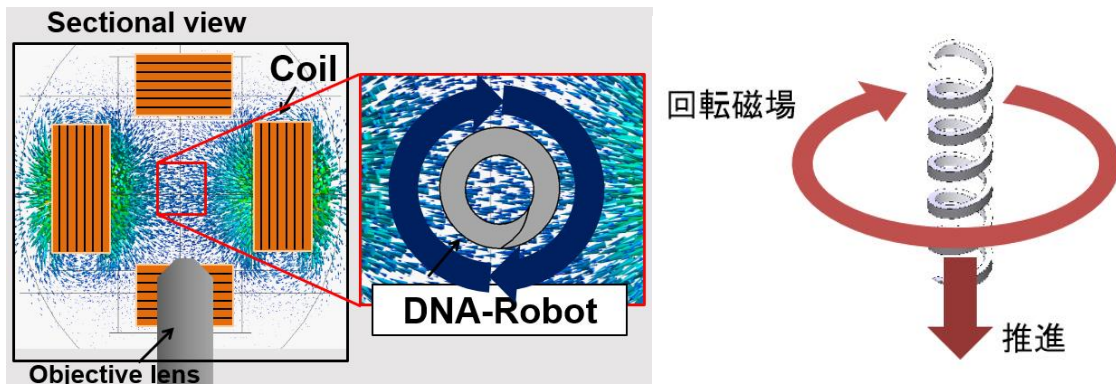 Sectional view
Coil
DNA-Robot
Objective lens
回転磁場
推進